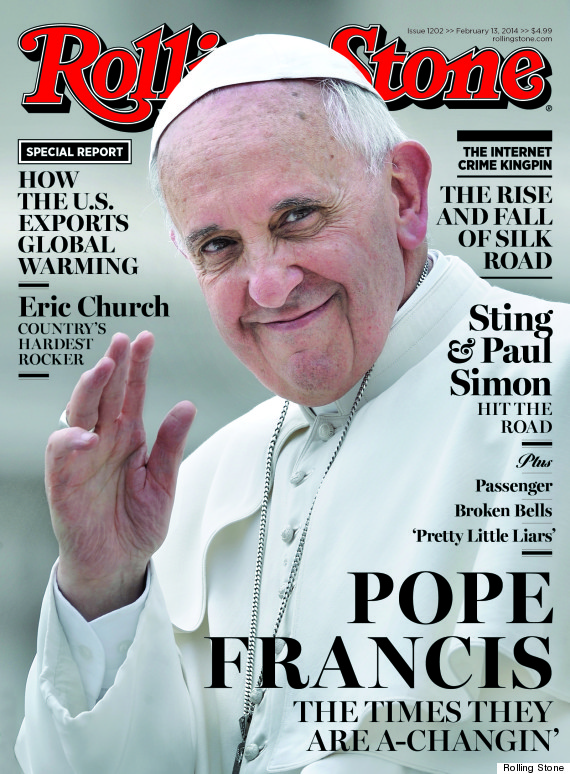 Issue 1202 >> February 13, 2014 >> $4.99
rollingstone.com
Rolling Stone
®
SPECIAL REPORT
HOW
THE U.S.
EXPORTS
GLOBAL
WARMING
Eric Church
COUNTRY'S
HARDEST
ROCKER
THE INTERNET
CRIME KINGPIN
THE RISE
AND FALL
OF SILK
ROAD
Sting
& Paul
Simon
HIT THE
ROAD
Plus
Passenger
Broken Bells
‘Pretty Little Liars’
POPE
FRANCIS
THE TIMES THEY
ARE A-CHANGIN’
Rolling Stone